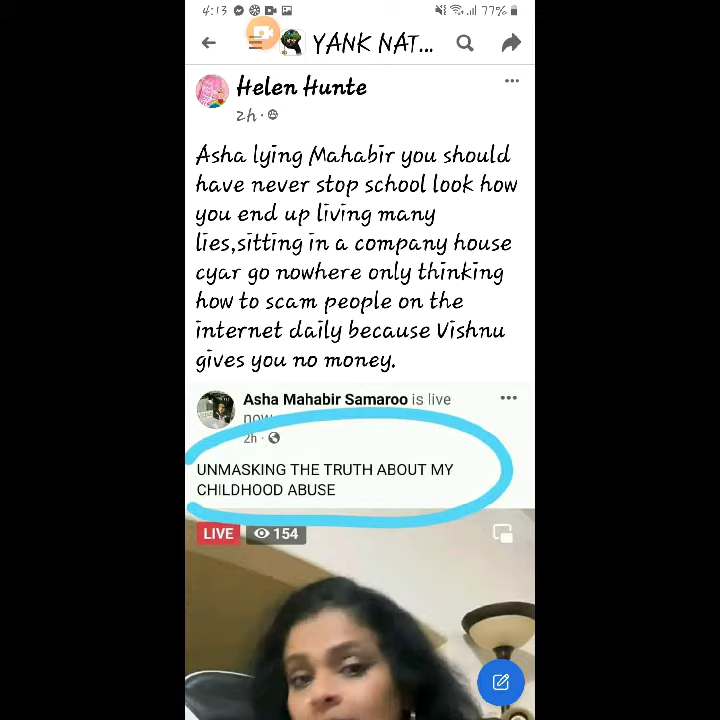 4:13
77%
YANK NAT...
Helen Hunte
2h
Asha lying Mahabir you should
have never stop school look how
you end up living many
lies,sitting in a company house
cyar go nowhere only thinking
how to scam people on the
internet daily because Vishnu
gives you no money.
Asha Mahabir Samaroo is live
now
2h
UNMASKING THE TRUTH ABOUT MY
CHILDHOOD ABUSE
LIVE 154